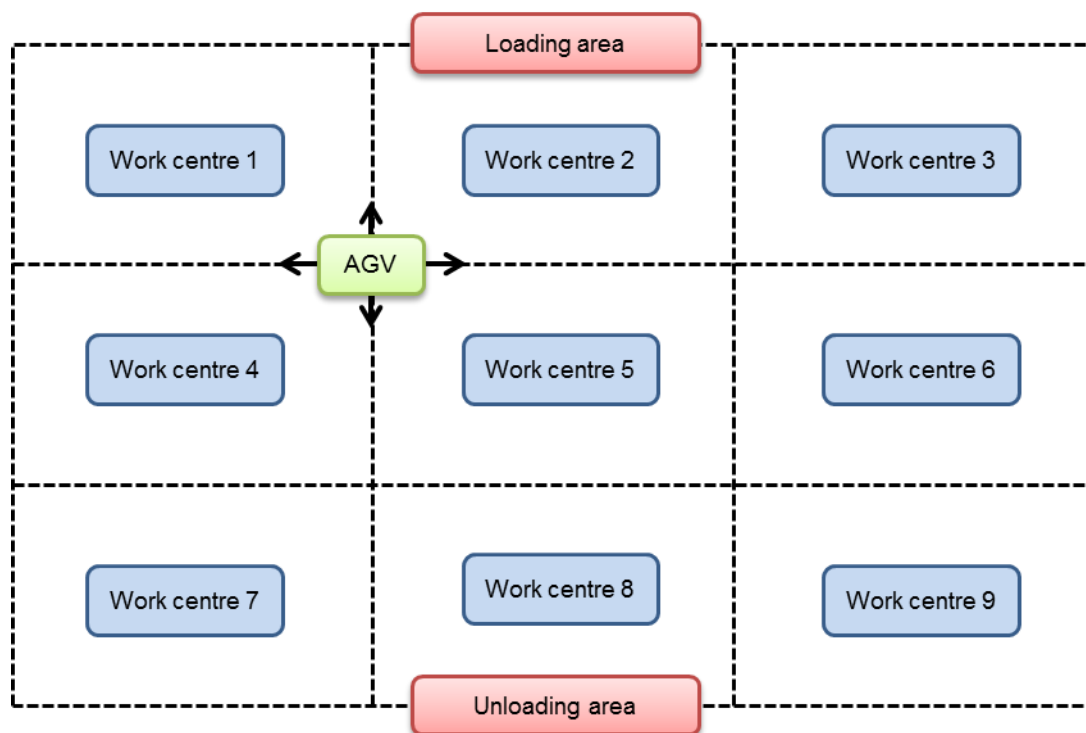 Loading area
Work centre 1
Work centre 2
Work centre 3
AGV
Work centre 4
Work centre 5
Work centre 6
Work centre 7
Work centre 8
Work centre 9
Unloading area